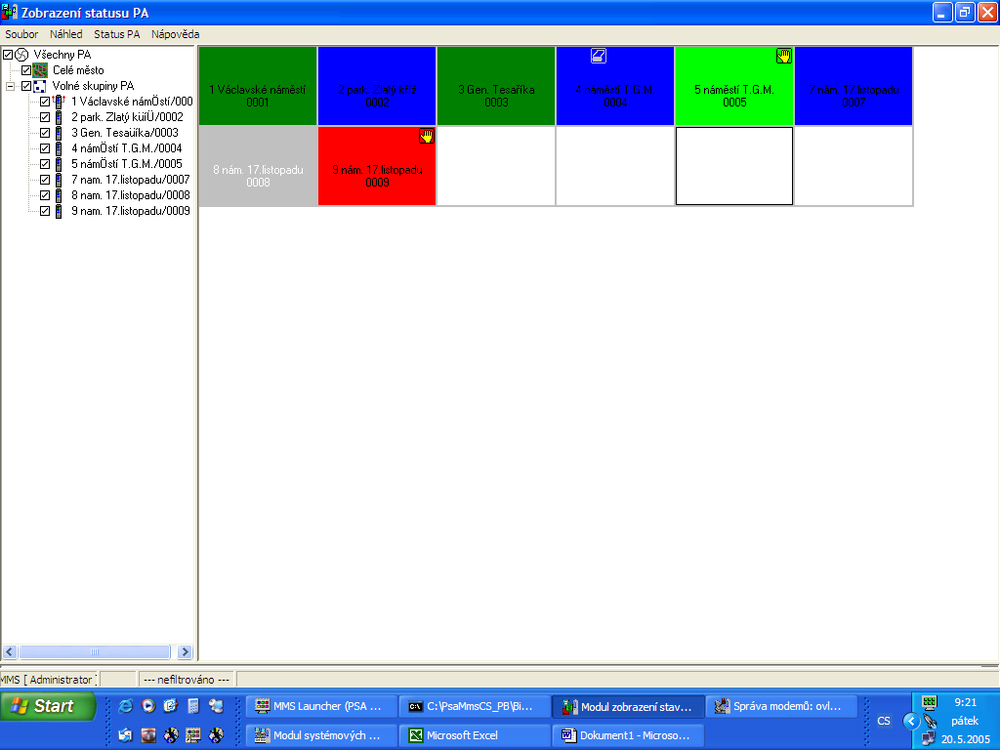 Zobrazení statusu PA
Soubor Náhled Status PA Nápověda
Všechny PA
Celé město
Volné skupiny PA
1 Václavské námÖstí/000
2 park. Zlatý küíÜ/0002
3 Gen. Tesaüíka/0003
4 námÖstí T.G.M./0004
5 námÖstí T.G.M./0005
7 nam. 17.listopadu/0007
8 nam. 17.listopadu/0008
9 nam. 17.listopadu/0009
1 Václavské náměstí
0001
2 park. Zlatý kříž
0002
3 Gen. Tesaříka
0003
4 náměstí T.G.M.
0004
5 náměstí T.G.M.
0005
7 nám. 17.listopadu
0007
8 nám. 17.listopadu
0008
9 nám. 17.listopadu
0009
MMS [ Administrator ]
--- nefiltrováno ---
Start
MMS Launcher (PSA ...
C:\PsaMmsCS_PB\Bi...
Modul zobrazení stav...
Správa modemů: ovl...
Modul systémových ...
Microsoft Excel
Dokument1 - Microso...
CS
9:21
pátek
20.5.2005